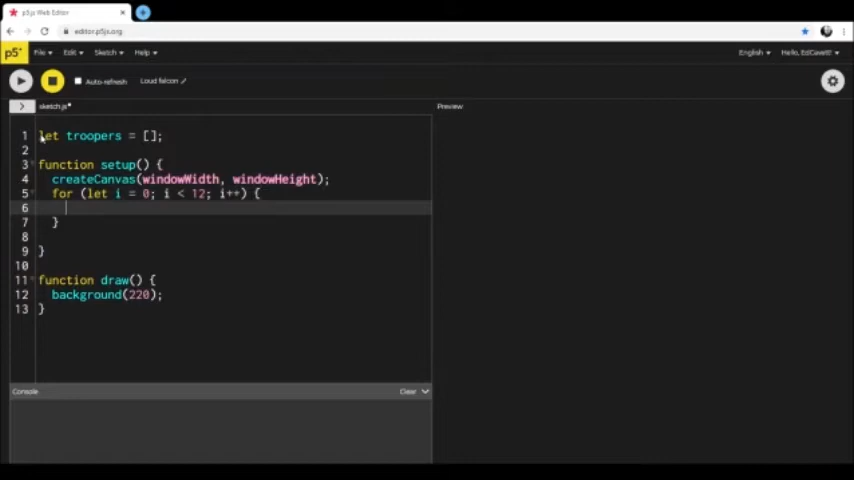 p5.js Web Editor
editor.p5js.org
p5* File Edit Sketch Help English Hello, EdCavett!
Auto-refresh Loud falcon
sketch.js* Preview
1 let troopers = [];
2
3 function setup() {
4 createCanvas(windowWidth, windowHeight);
5 for (let i = 0; i < 12; i++) {
6
7 }
8
9 }
10
11 function draw() {
12 background(220);
13 }
Console Clear